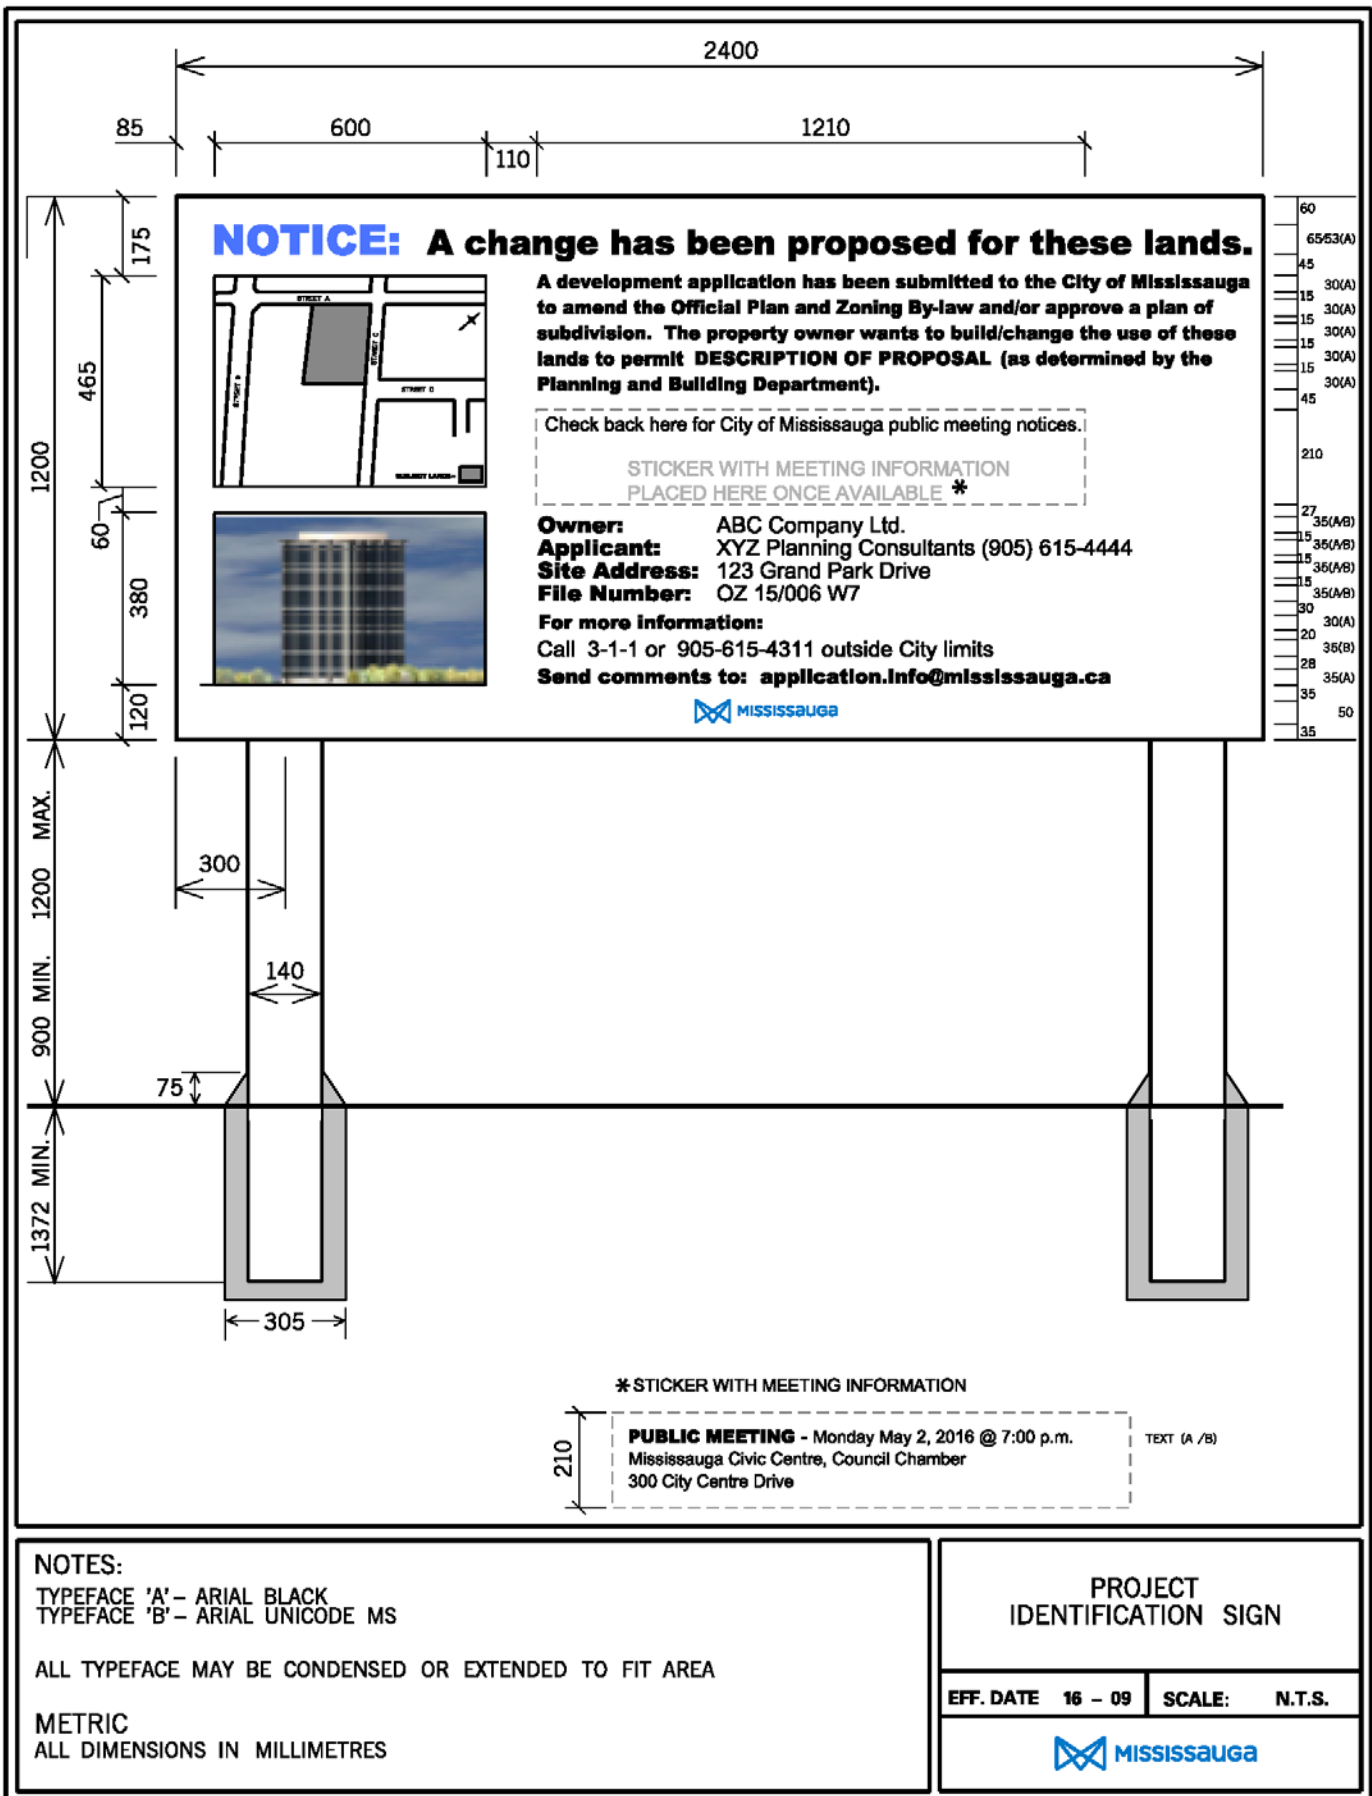 2400
85
600
110
1210
1200
175
465
60
380
120
NOTICE: A change has been proposed for these lands.
STREET A
STREET B
STREET C
STREET D
SUBJECT LANDS-
A development application has been submitted to the City of Mississauga
to amend the Official Plan and Zoning By-law and/or approve a plan of
subdivision. The property owner wants to build/change the use of these
lands to permit DESCRIPTION OF PROPOSAL (as determined by the
Planning and Building Department).
Check back here for City of Mississauga public meeting notices.
STICKER WITH MEETING INFORMATION
PLACED HERE ONCE AVAILABLE *
Owner: ABC Company Ltd.
Applicant: XYZ Planning Consultants (905) 615-4444
Site Address: 123 Grand Park Drive
File Number: OZ 15/006 W7
For more information:
Call 3-1-1 or 905-615-4311 outside City limits
Send comments to: application.info@mississauga.ca
MISSISSAUGA
60
65/53(A)
45
30(A)
15
30(A)
15
30(A)
15
30(A)
15
30(A)
45
210
27
35(A/B)
15
35(A/B)
15
35(A/B)
15
35(A/B)
30
30(A)
20
35(B)
28
35(A)
35
50
35
900 MIN. 1200 MAX.
300
140
75
1372 MIN.
305
* STICKER WITH MEETING INFORMATION
210
PUBLIC MEETING - Monday May 2, 2016 @ 7:00 p.m.
Mississauga Civic Centre, Council Chamber
300 City Centre Drive
TEXT (A /B)
NOTES:
TYPEFACE 'A' – ARIAL BLACK
TYPEFACE 'B' – ARIAL UNICODE MS
ALL TYPEFACE MAY BE CONDENSED OR EXTENDED TO FIT AREA
METRIC
ALL DIMENSIONS IN MILLIMETRES
PROJECT
IDENTIFICATION SIGN
EFF. DATE 16 – 09
SCALE: N.T.S.
MISSISSAUGA